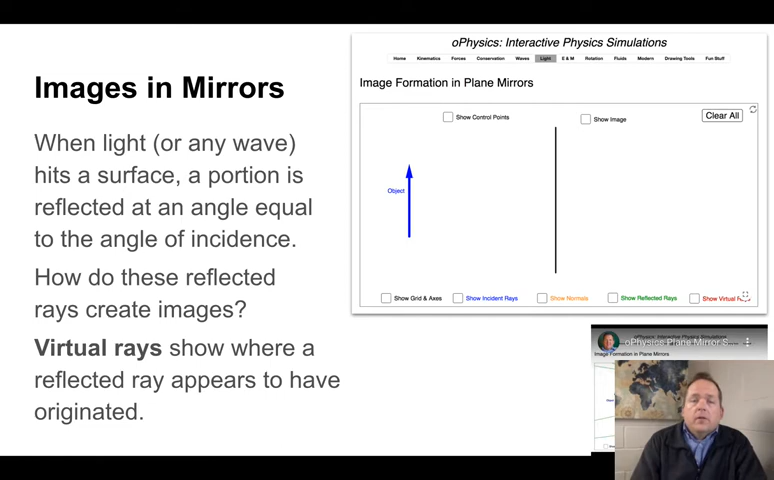 Images in Mirrors
When light (or any wave)
hits a surface, a portion is
reflected at an angle equal
to the angle of incidence.
How do these reflected
rays create images?
Virtual rays show where a
reflected ray appears to have
originated.
oPhysics: Interactive Physics Simulations
Home Kinematics Forces Conservation Waves Light E & M Rotation Fluids Modern Drawing Tools Fun Stuff
Image Formation in Plane Mirrors
Show Control Points
Show Image
Clear All
Object
Show Grid & Axes
Show Incident Rays
Show Normals
Show Reflected Rays
Show Virtual
oPhysics: Interactive Physics Simulations
oPhysics Plane Mirror S...
Image Formation in Plane Mirrors